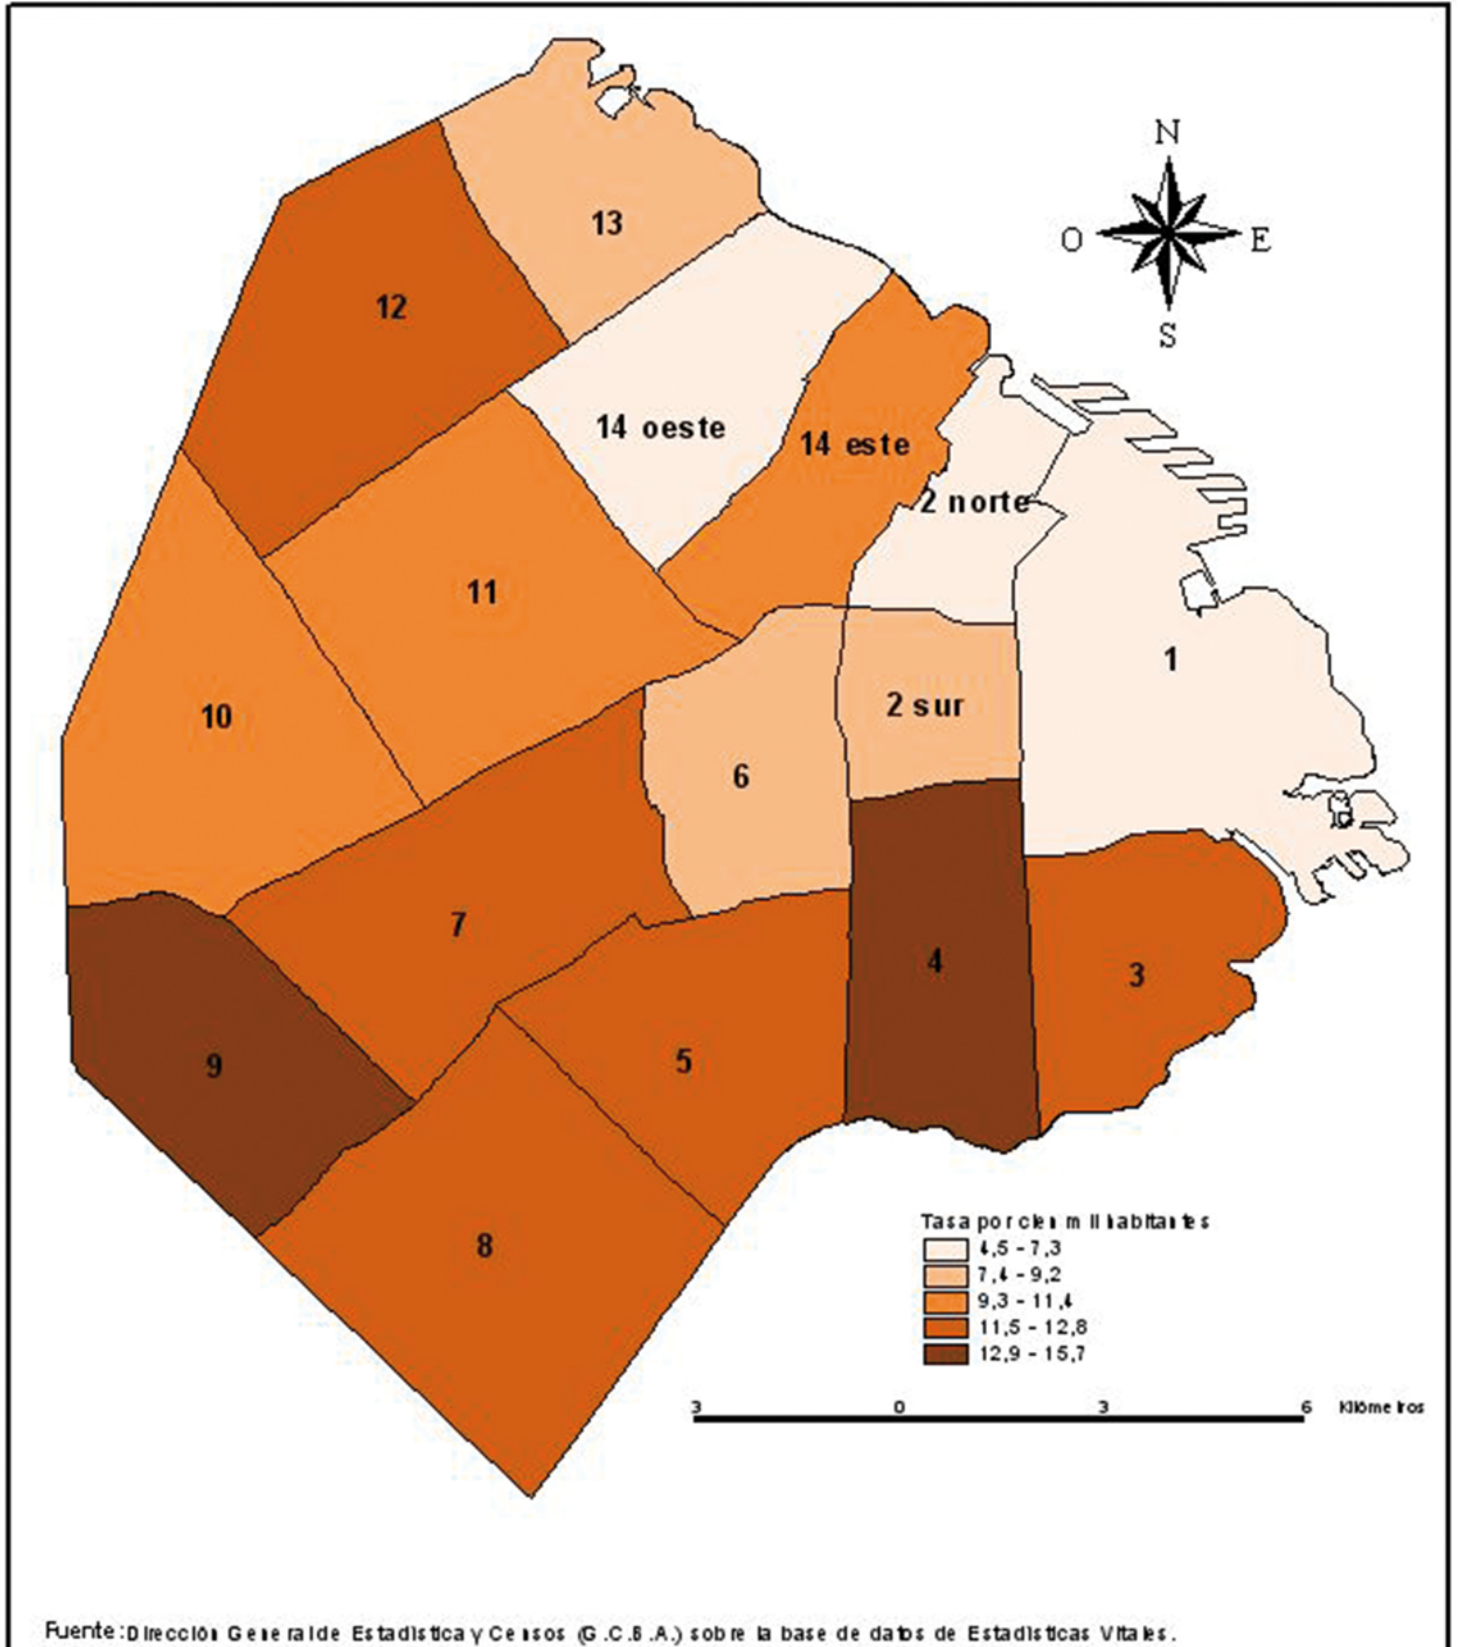 N
O E
S
13
12
14 oeste
14 este
2 norte
11
1
2 sur
10
6
7
4
3
9
5
8
Tasa por cien mil habitantes
4,5 - 7,3
7,4 - 9,2
9,3 - 11,4
11,5 - 12,8
12,9 - 15,7
3 0 3 6 Kilómetros
Fuente: Dirección General de Estadística y Censos (G.C.B.A.) sobre la base de datos de Estadísticas Vitales.